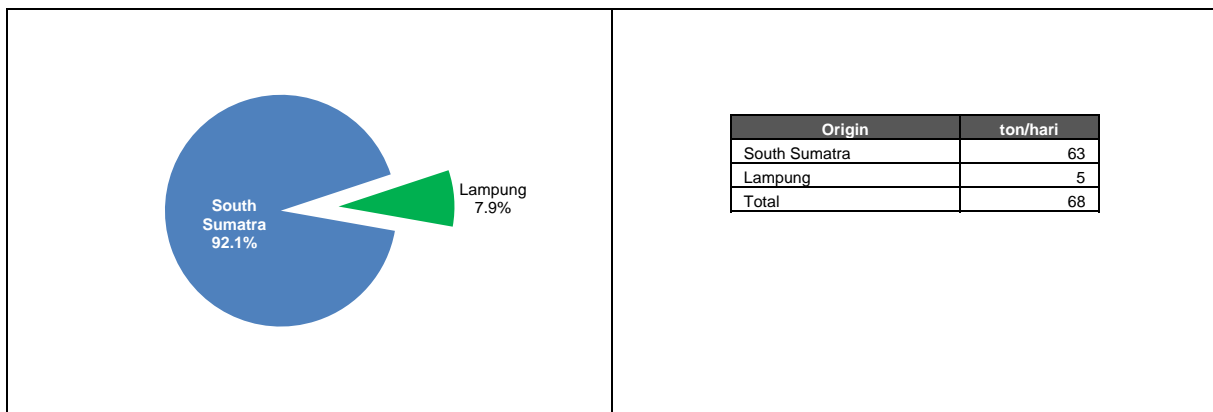 South
Sumatra
92.1%
Lampung
7.9%
Origin ton/hari
South Sumatra 63
Lampung 5
Total 68